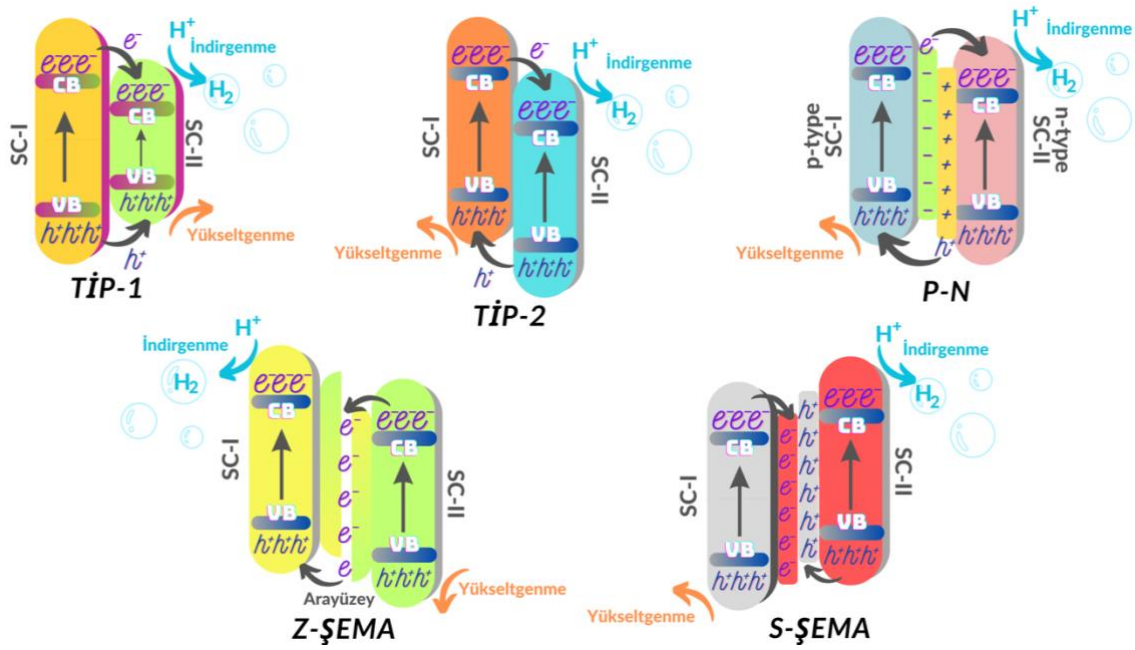 SC-I
e⁻e⁻e⁻
CB
VB
h⁺h⁺h⁺
e⁻
e⁻e⁻e⁻
CB
VB
h⁺h⁺h⁺
SC-II
h⁺
H⁺
İndirgenme
H₂
Yükseltgenme
TİP-1
SC-I
e⁻e⁻e⁻
CB
VB
h⁺h⁺h⁺
e⁻
e⁻e⁻e⁻
CB
VB
h⁺h⁺h⁺
SC-II
h⁺
H⁺
İndirgenme
H₂
Yükseltgenme
TİP-2
p-type
SC-I
e⁻e⁻e⁻
CB
VB
h⁺h⁺h⁺
e⁻
-
-
-
-
-
-
-
+
+
+
+
+
+
+
h⁺
e⁻e⁻e⁻
CB
VB
h⁺h⁺h⁺
n-type
SC-II
H⁺
İndirgenme
H₂
Yükseltgenme
P-N
H⁺
İndirgenme
H₂
SC-I
e⁻e⁻e⁻
CB
VB
h⁺h⁺h⁺
e⁻
e⁻
e⁻
e⁻
e⁻
Arayüzey
e⁻e⁻e⁻
CB
VB
h⁺h⁺h⁺
SC-II
Yükseltgenme
Z-ŞEMA
SC-I
e⁻e⁻e⁻
CB
VB
h⁺h⁺h⁺
e⁻
e⁻
e⁻
e⁻
e⁻
e⁻
h⁺
h⁺
h⁺
h⁺
h⁺
h⁺
h⁺
e⁻e⁻e⁻
CB
VB
h⁺h⁺h⁺
SC-II
H⁺
İndirgenme
H₂
Yükseltgenme
S-ŞEMA